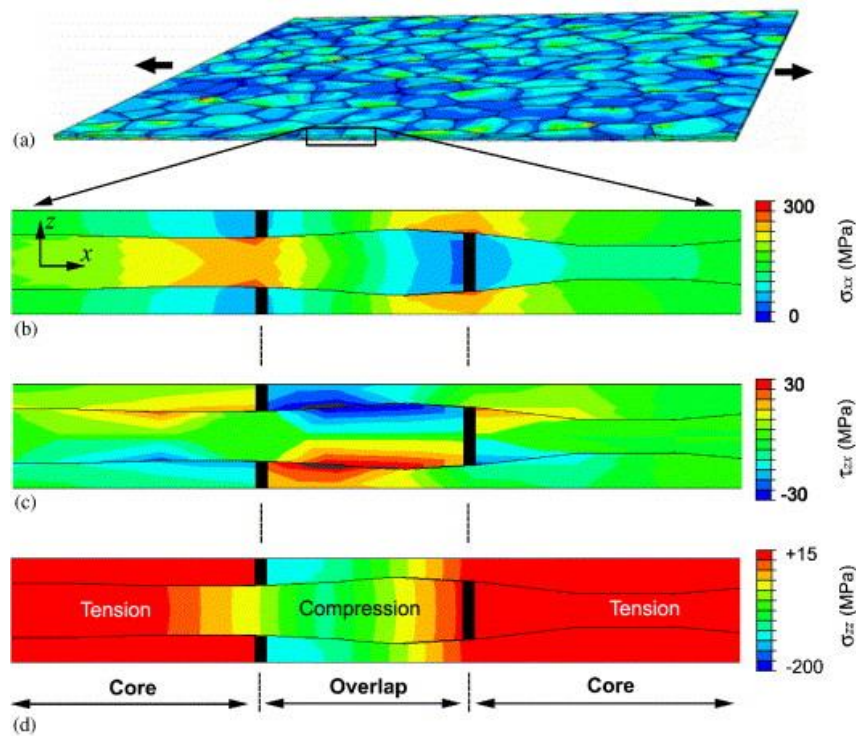 (a)
z
x
300
0
σxx (MPa)
(b)
30
-30
τzx (MPa)
(c)
+15
-200
σzz (MPa)
Tension
Compression
Tension
Core
Overlap
Core
(d)